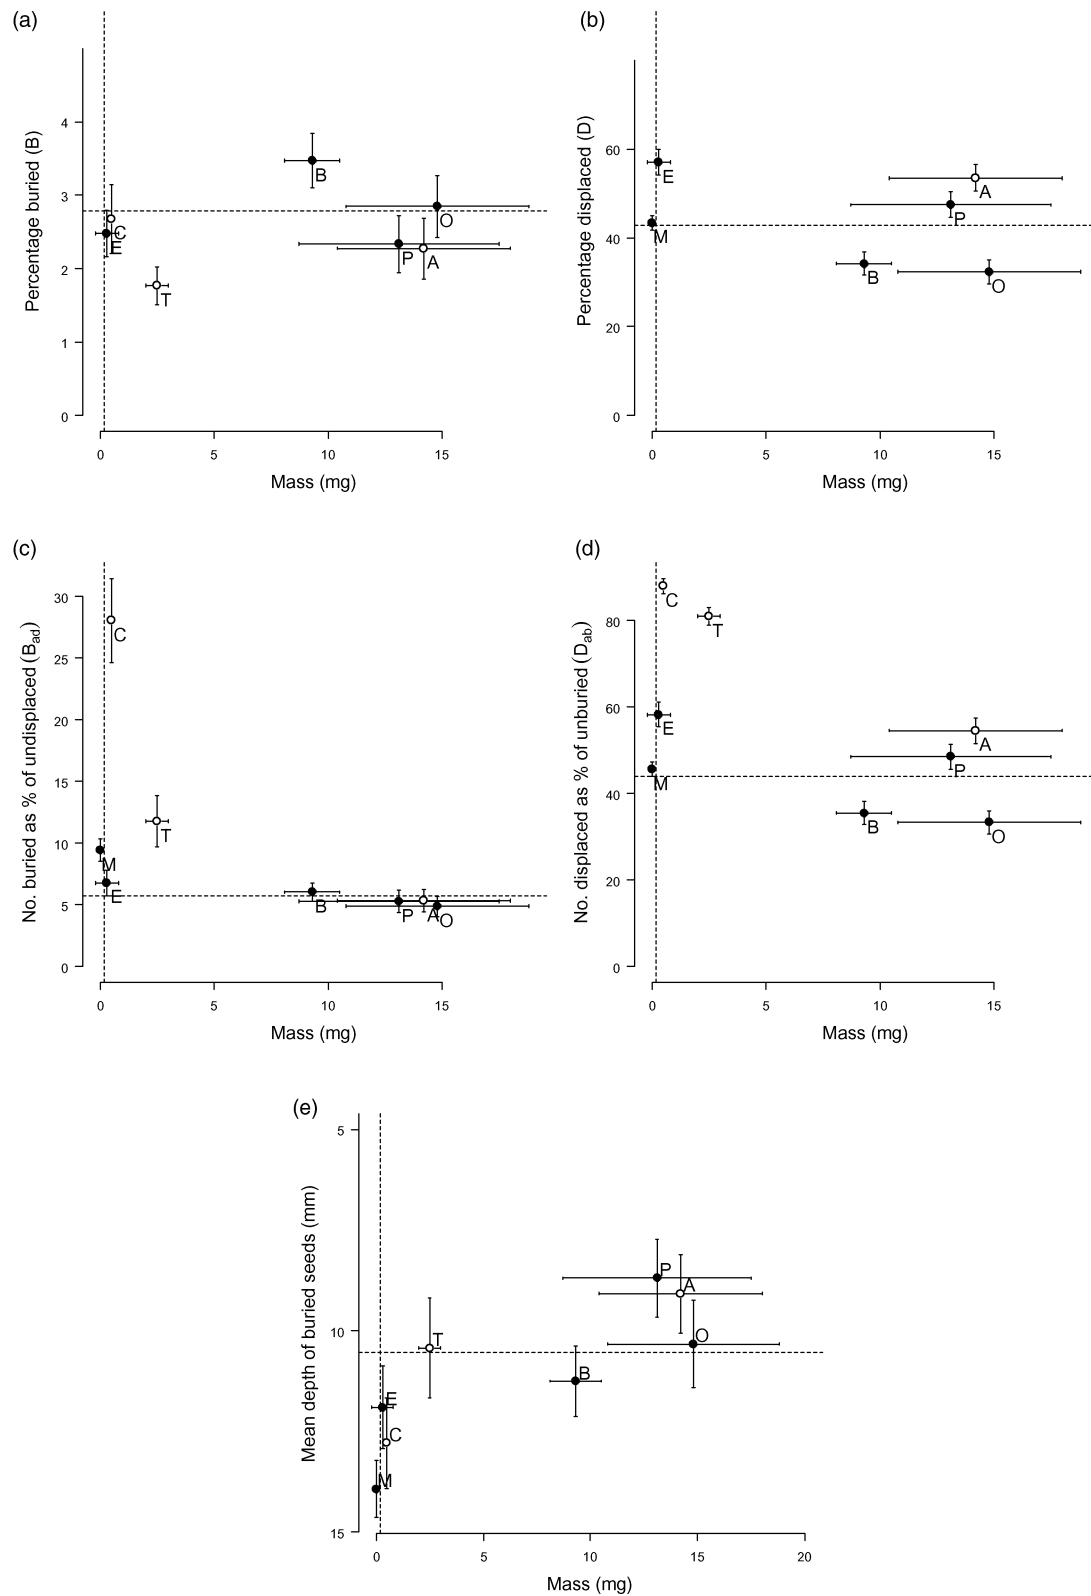 (a)
Percentage buried (B)
4
3
2
1
0
B
O
C
E
P
A
T
0 5 10 15
Mass (mg)
(b)
Percentage displaced (D)
60
40
20
0
E
A
P
M
B
O
0 5 10 15
Mass (mg)
(c)
No. buried as % of undisplaced (Bad)
30
25
20
15
10
5
0
C
T
M
E
B
P
A
O
0 5 10 15
Mass (mg)
(d)
No. displaced as % of unburied (Dab)
80
60
40
20
0
C
T
E
A
P
M
B
O
0 5 10 15
Mass (mg)
(e)
Mean depth of buried seeds (mm)
5
10
15
P
A
T
O
B
E
C
M
0 5 10 15 20
Mass (mg)